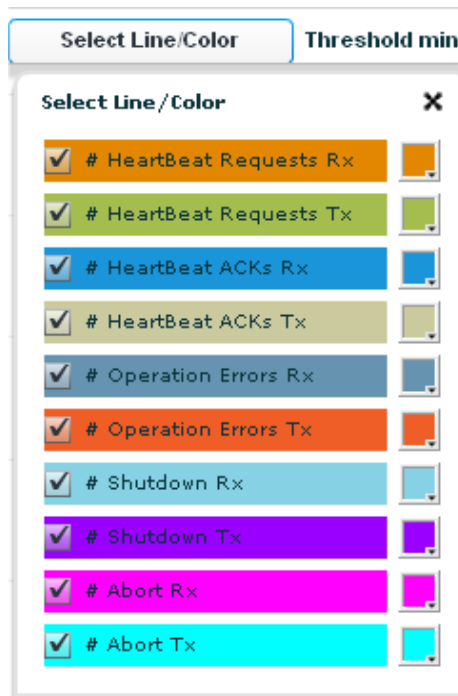 Select Line/Color Threshold min
Select Line/Color
# HeartBeat Requests Rx
# HeartBeat Requests Tx
# HeartBeat ACKs Rx
# HeartBeat ACKs Tx
# Operation Errors Rx
# Operation Errors Tx
# Shutdown Rx
# Shutdown Tx
# Abort Rx
# Abort Tx